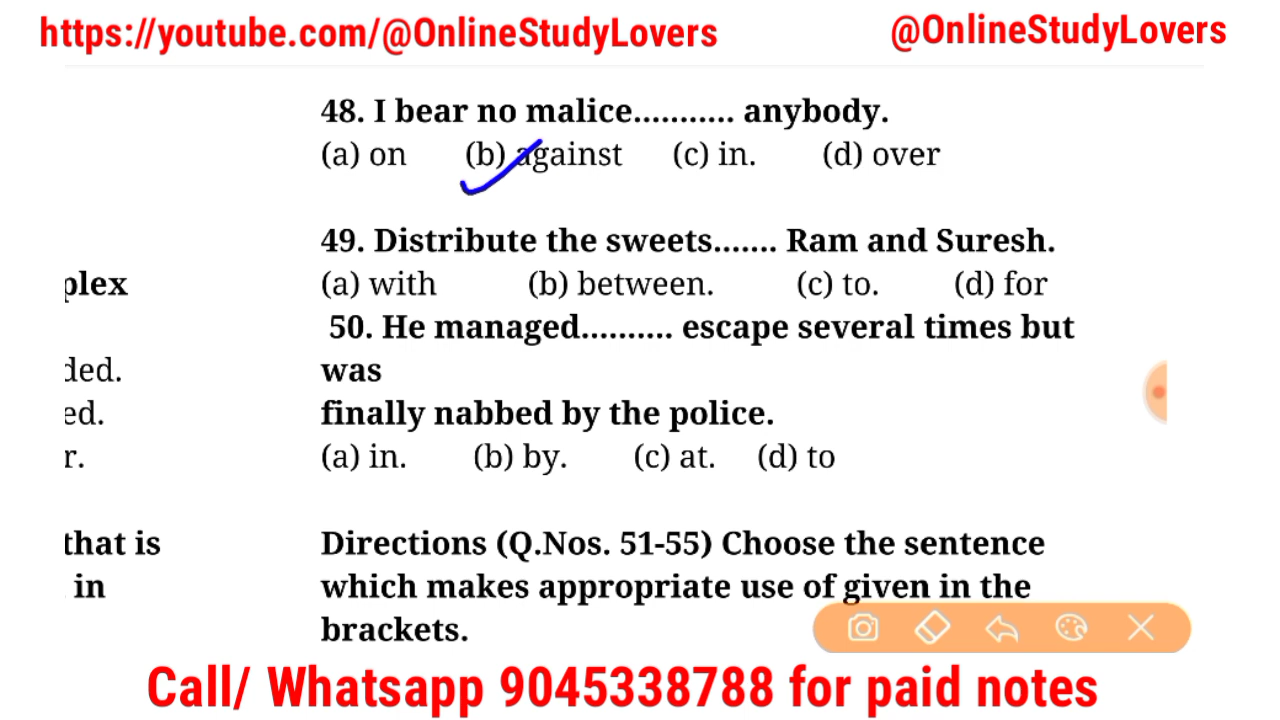 https://youtube.com/@OnlineStudyLovers @OnlineStudyLovers
48. I bear no malice........... anybody.
(a) on (b) against (c) in. (d) over
49. Distribute the sweets....... Ram and Suresh.
plex (a) with (b) between. (c) to. (d) for
50. He managed.......... escape several times but
ded. was
ed. finally nabbed by the police.
r. (a) in. (b) by. (c) at. (d) to
that is Directions (Q.Nos. 51-55) Choose the sentence
in which makes appropriate use of given in the
brackets.
Call/ Whatsapp 9045338788 for paid notes